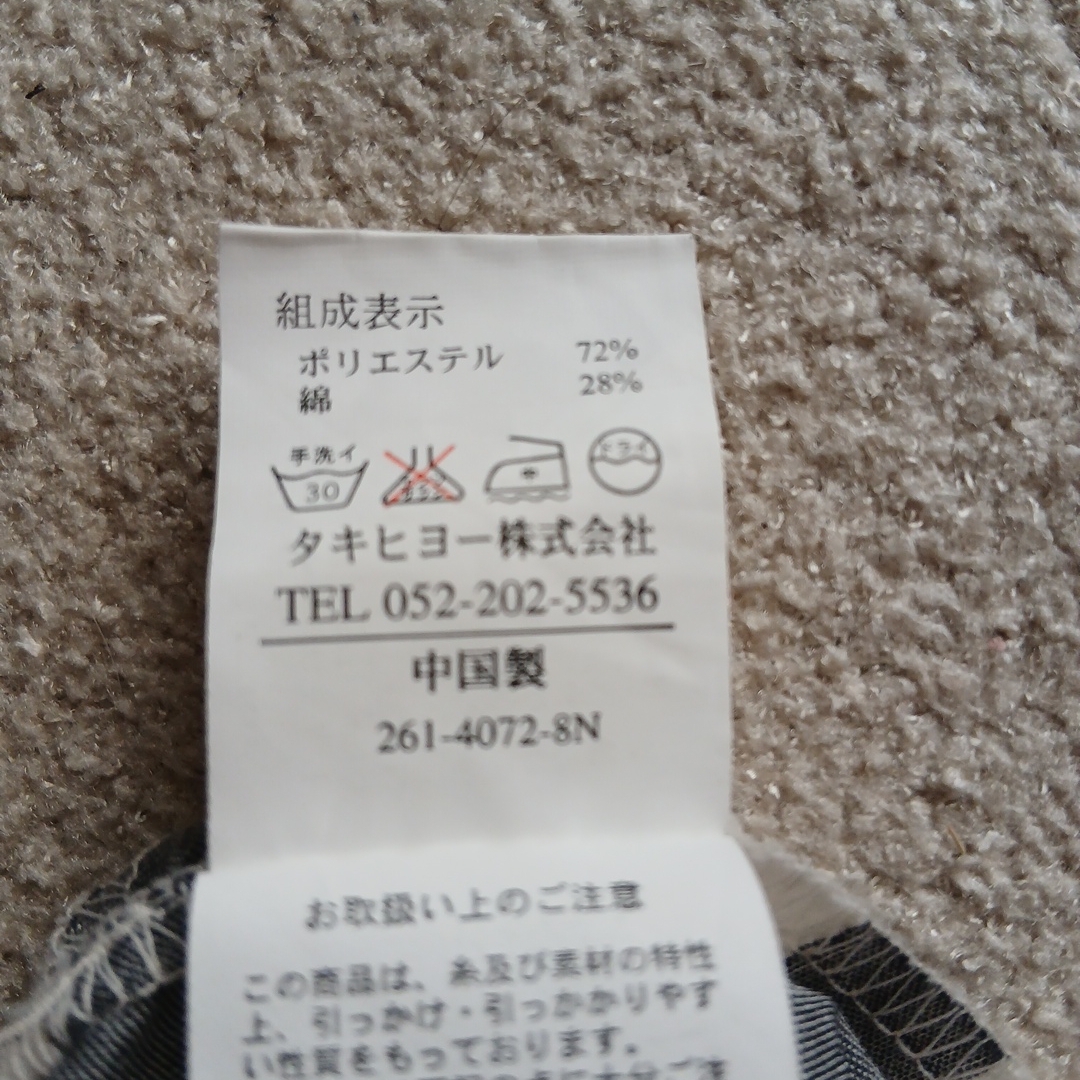 組成表示
ポリエステル 72%
綿 28%
手洗イ
30
ドライ
タキヒヨー株式会社
TEL 052-202-5536
中国製
261-4072-8N
お取扱い上のご注意
この商品は、糸及び素材の特性
上、引っかけ・引っかかりやす
い性質をもっております。